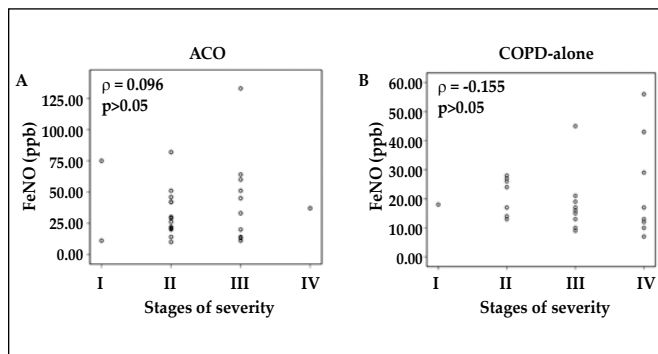 ACO
A
ρ = 0.096
p>0.05
FeNO (ppb)
125.00
100.00
75.00
50.00
25.00
0.00
I II III IV
Stages of severity
COPD-alone
B
ρ = -0.155
p>0.05
FeNO (ppb)
60.00
50.00
40.00
30.00
20.00
10.00
0.00
I II III IV
Stages of severity